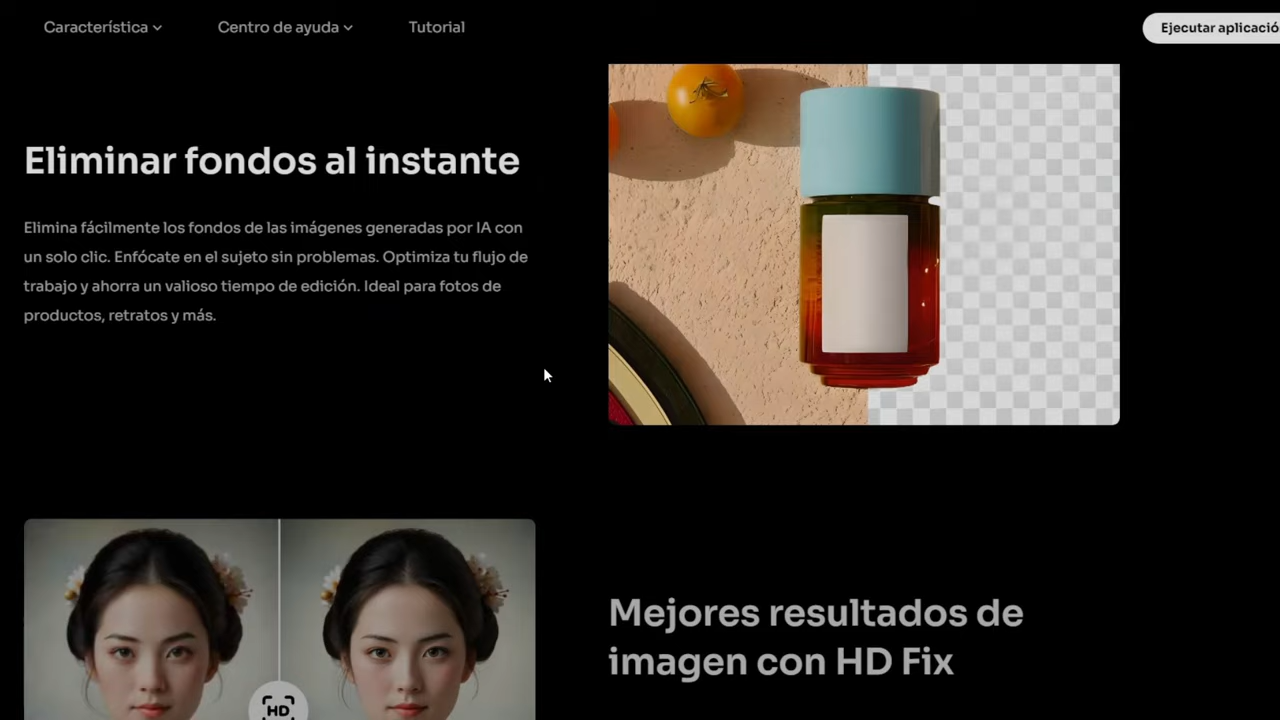 Característica
Centro de ayuda
Tutorial
Ejecutar aplicació
Eliminar fondos al instante
Elimina fácilmente los fondos de las imágenes generadas por IA con
un solo clic. Enfócate en el sujeto sin problemas. Optimiza tu flujo de
trabajo y ahorra un valioso tiempo de edición. Ideal para fotos de
productos, retratos y más.
HD
Mejores resultados de
imagen con HD Fix